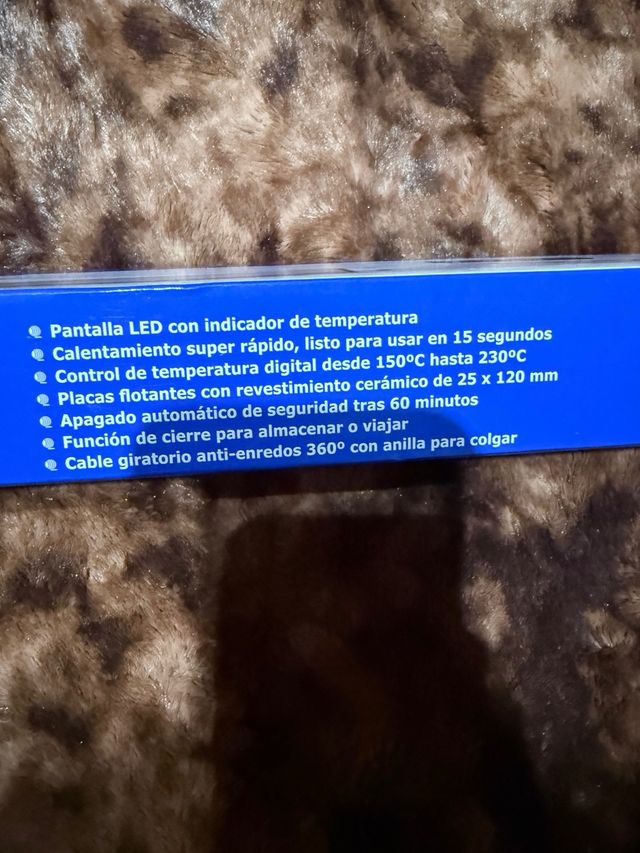 Pantalla LED con indicador de temperatura
Calentamiento super rápido, listo para usar en 15 segundos
Control de temperatura digital desde 150ºC hasta 230ºC
Placas flotantes con revestimiento cerámico de 25 x 120 mm
Apagado automático de seguridad tras 60 minutos
Función de cierre para almacenar o viajar
Cable giratorio anti-enredos 360º con anilla para colgar